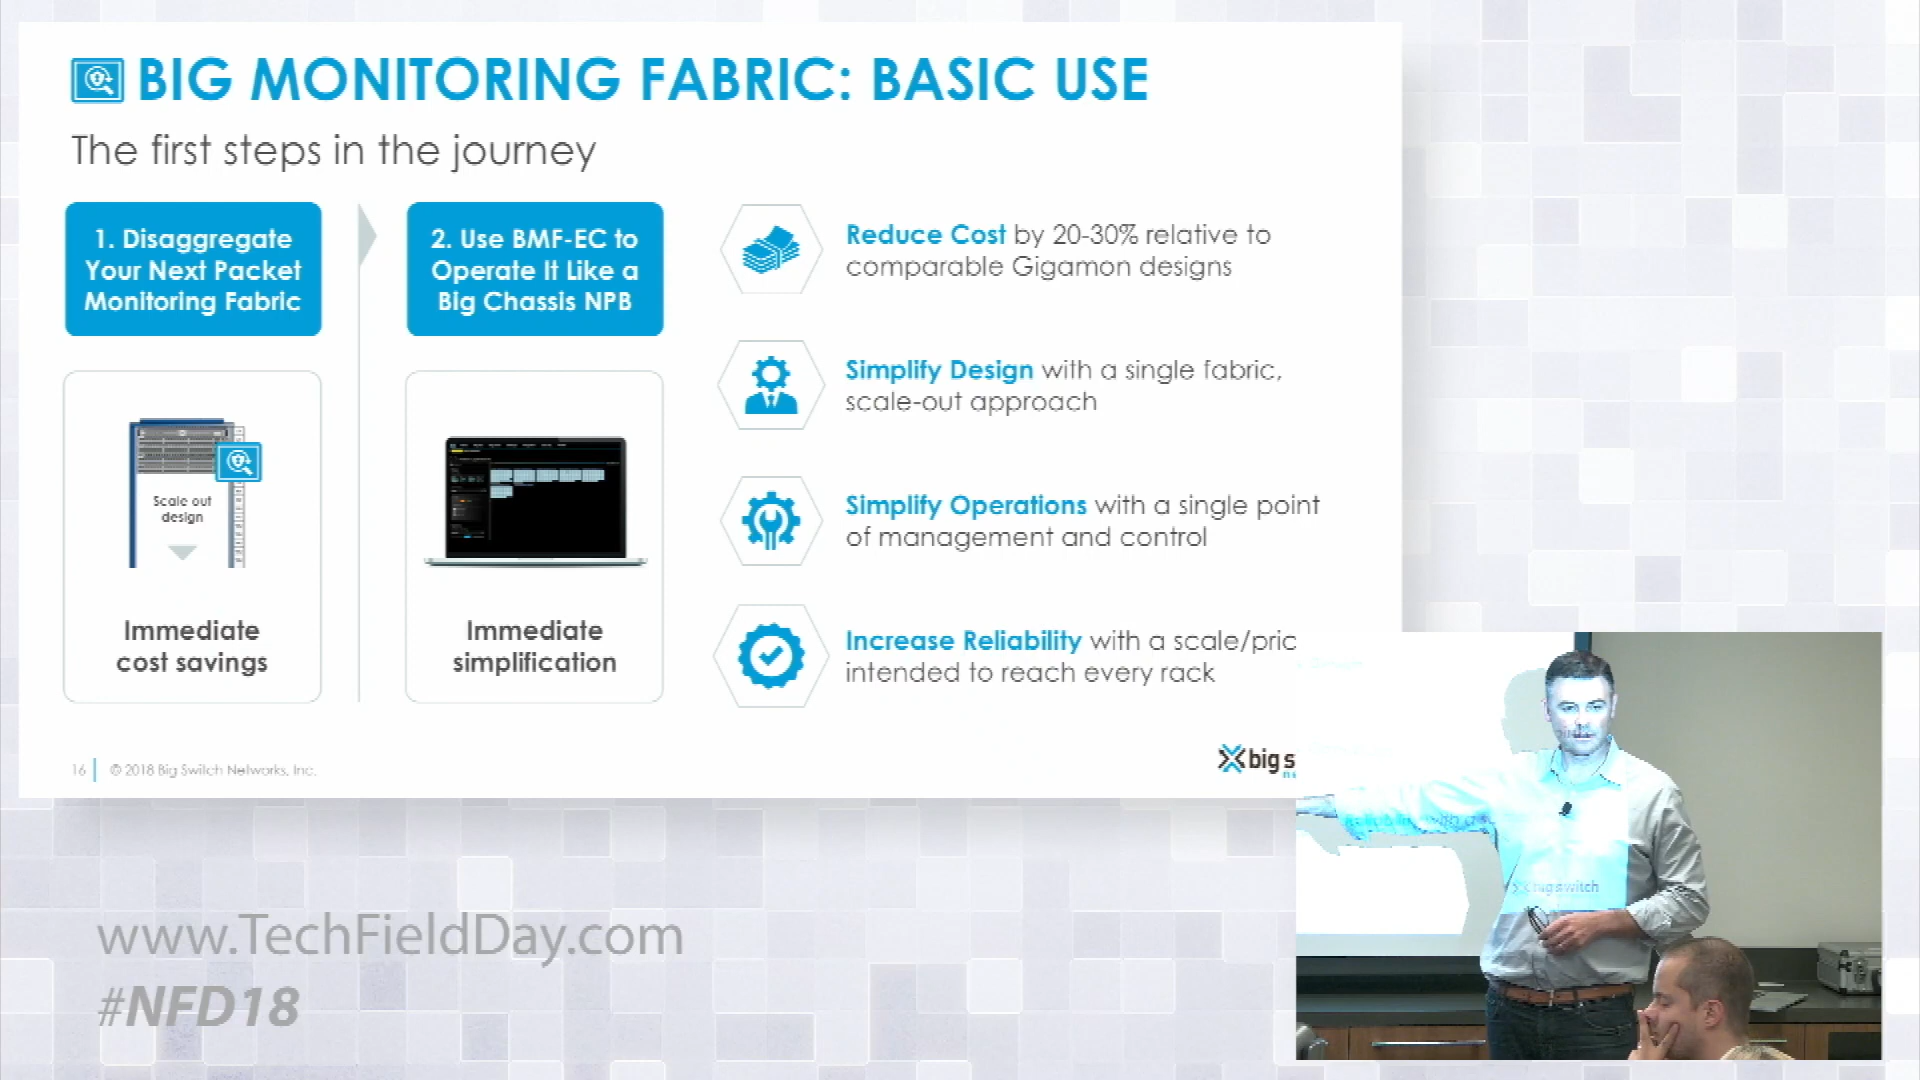 BIG MONITORING FABRIC: BASIC USE
The first steps in the journey
1. Disaggregate
Your Next Packet
Monitoring Fabric
2. Use BMF-EC to
Operate It Like a
Big Chassis NPB
Scale out
design
Immediate
cost savings
Immediate
simplification
Reduce Cost by 20-30% relative to
comparable Gigamon designs
Simplify Design with a single fabric,
scale-out approach
Simplify Operations with a single point
of management and control
Increase Reliability with a scale/pric
intended to reach every rack
16
© 2018 Big Switch Networks, Inc.
big s
n
big switch
www.TechFieldDay.com
#NFD18